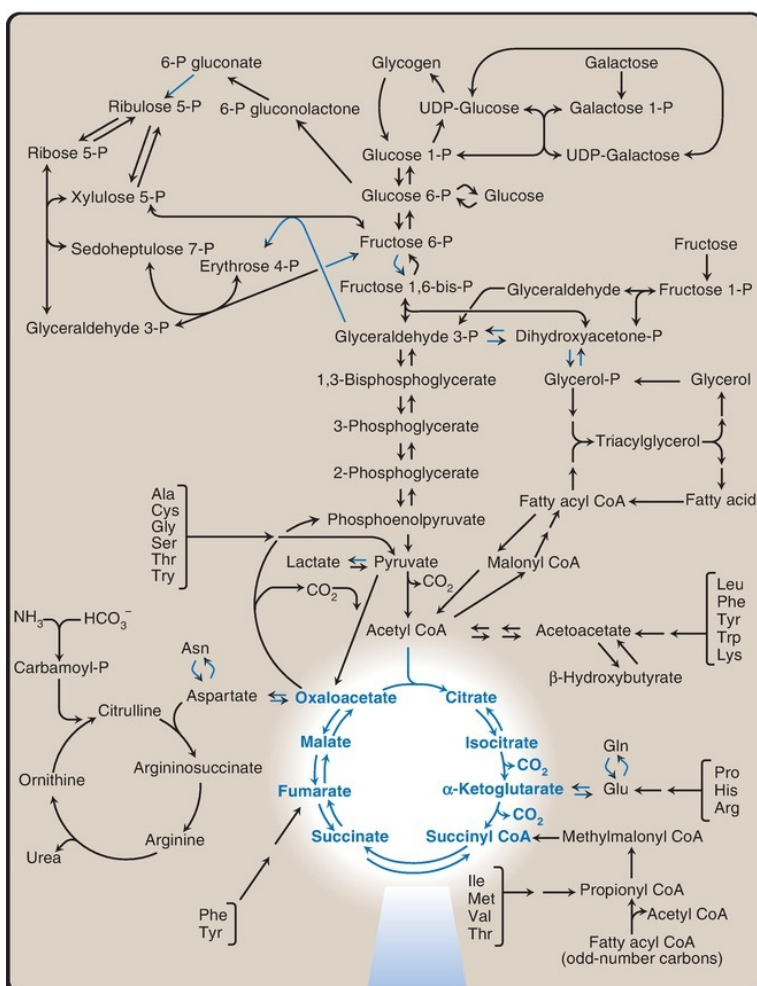 6-P gluconate
Glycogen
Galactose
Ribulose 5-P
6-P gluconolactone
UDP-Glucose
Galactose 1-P
Ribose 5-P
Glucose 1-P
UDP-Galactose
Xylulose 5-P
Glucose 6-P
Glucose
Sedoheptulose 7-P
Fructose 6-P
Fructose
Erythrose 4-P
Fructose 1,6-bis-P
Glyceraldehyde
Fructose 1-P
Glyceraldehyde 3-P
Glyceraldehyde 3-P
Dihydroxyacetone-P
1,3-Bisphosphoglycerate
Glycerol-P
Glycerol
3-Phosphoglycerate
Triacylglycerol
2-Phosphoglycerate
Ala
Cys
Gly
Ser
Thr
Try
Fatty acyl CoA
Fatty acid
Phosphoenolpyruvate
Lactate
Pyruvate
Malonyl CoA
CO2
CO2
Leu
Phe
Tyr
Trp
Lys
NH3
HCO3−
Acetyl CoA
Acetoacetate
Asn
β-Hydroxybutyrate
Carbamoyl-P
Aspartate
Oxaloacetate
Citrate
Citrulline
Malate
Isocitrate
Gln
CO2
Ornithine
Argininosuccinate
Fumarate
α-Ketoglutarate
Glu
Pro
His
Arg
CO2
Arginine
Succinate
Succinyl CoA
Methylmalonyl CoA
Urea
Phe
Tyr
Ile
Met
Val
Thr
Propionyl CoA
Acetyl CoA
Fatty acyl CoA
(odd-number carbons)